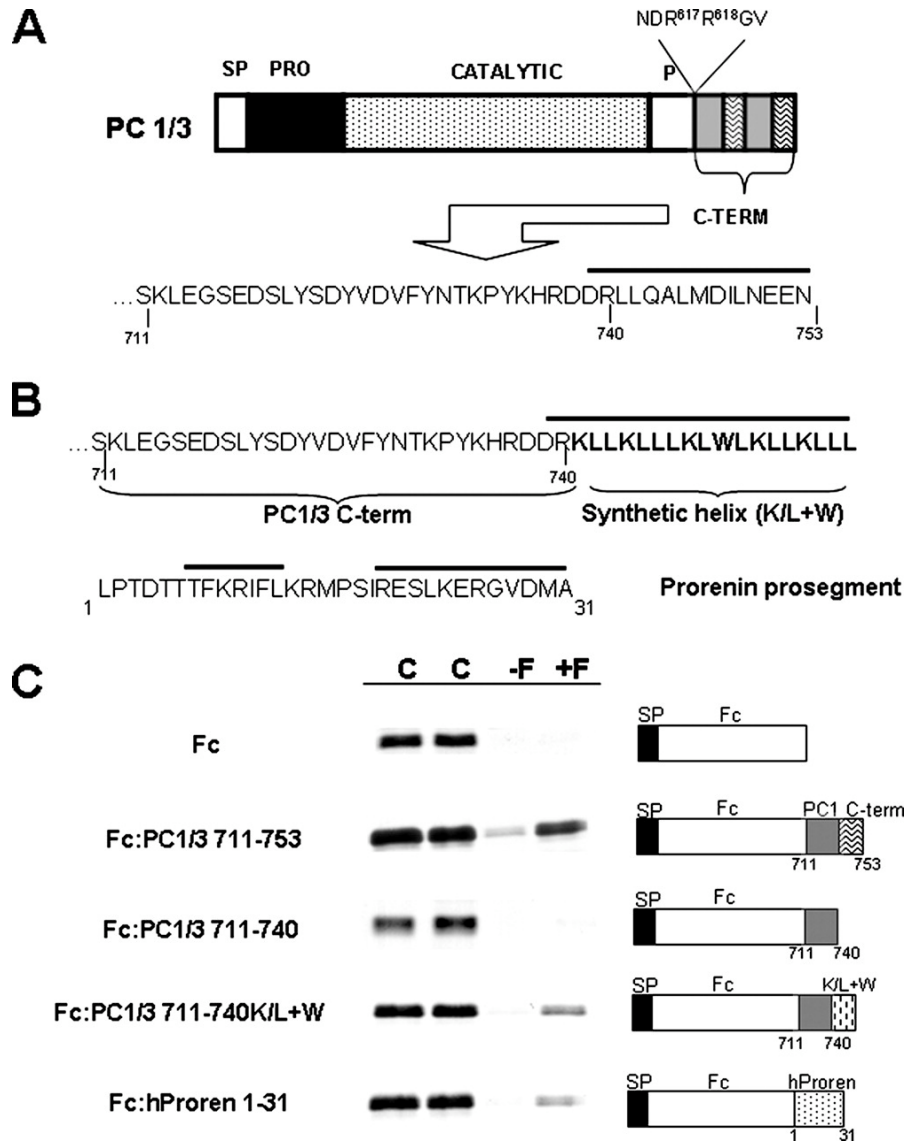 A
NDR617R618GV
SP PRO CATALYTIC P
PC 1/3
C-TERM
...SKLEGSEDSLYSDYVDVFYNTKPYKHRDDRLLQALMDILNEEN
711 740 753
B
...SKLEGSEDSLYSDYVDVFYNTKPYKHRDDRKLLKLLLKLWLKLLKLLL
711 740
PC1/3 C-term Synthetic helix (K/L+W)
LPTDTTTFKRIFLKRMPSIRESLKERGVDMA Prorenin prosegment
1 31
C
C C -F +F
Fc
SP Fc
Fc:PC1/3 711-753
SP Fc PC1 C-term
711 753
Fc:PC1/3 711-740
SP Fc
711 740
Fc:PC1/3 711-740K/L+W
SP Fc K/L+W
711 740
Fc:hProren 1-31
SP Fc hProren
1 31